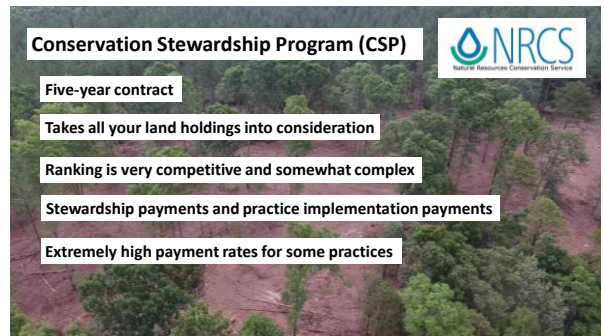 Conservation Stewardship Program (CSP)
NRCS
Natural Resources Conservation Service
Five-year contract
Takes all your land holdings into consideration
Ranking is very competitive and somewhat complex
Stewardship payments and practice implementation payments
Extremely high payment rates for some practices